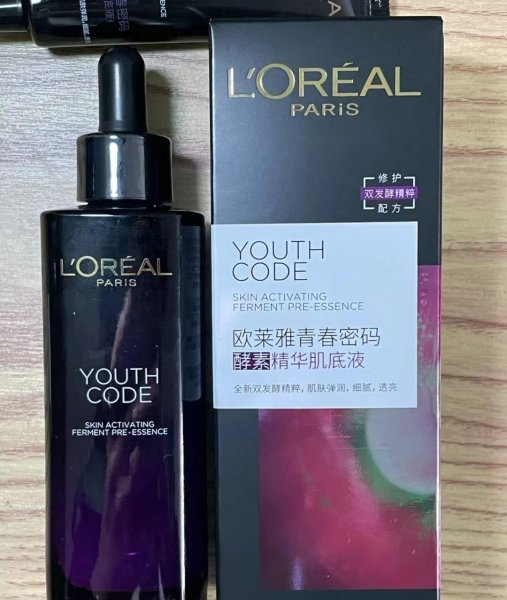 L'ORÉAL
PARIS
YOUTH
CODE
SKIN ACTIVATING
FERMENT PRE-ESSENCE
L'ORÉAL
PARIS
修护
双发酵精粹
配方
YOUTH
CODE
SKIN ACTIVATING
FERMENT PRE-ESSENCE
欧莱雅青春密码
酵素精华肌底液
全新双发酵精粹，肌肤弹润，细腻，透亮